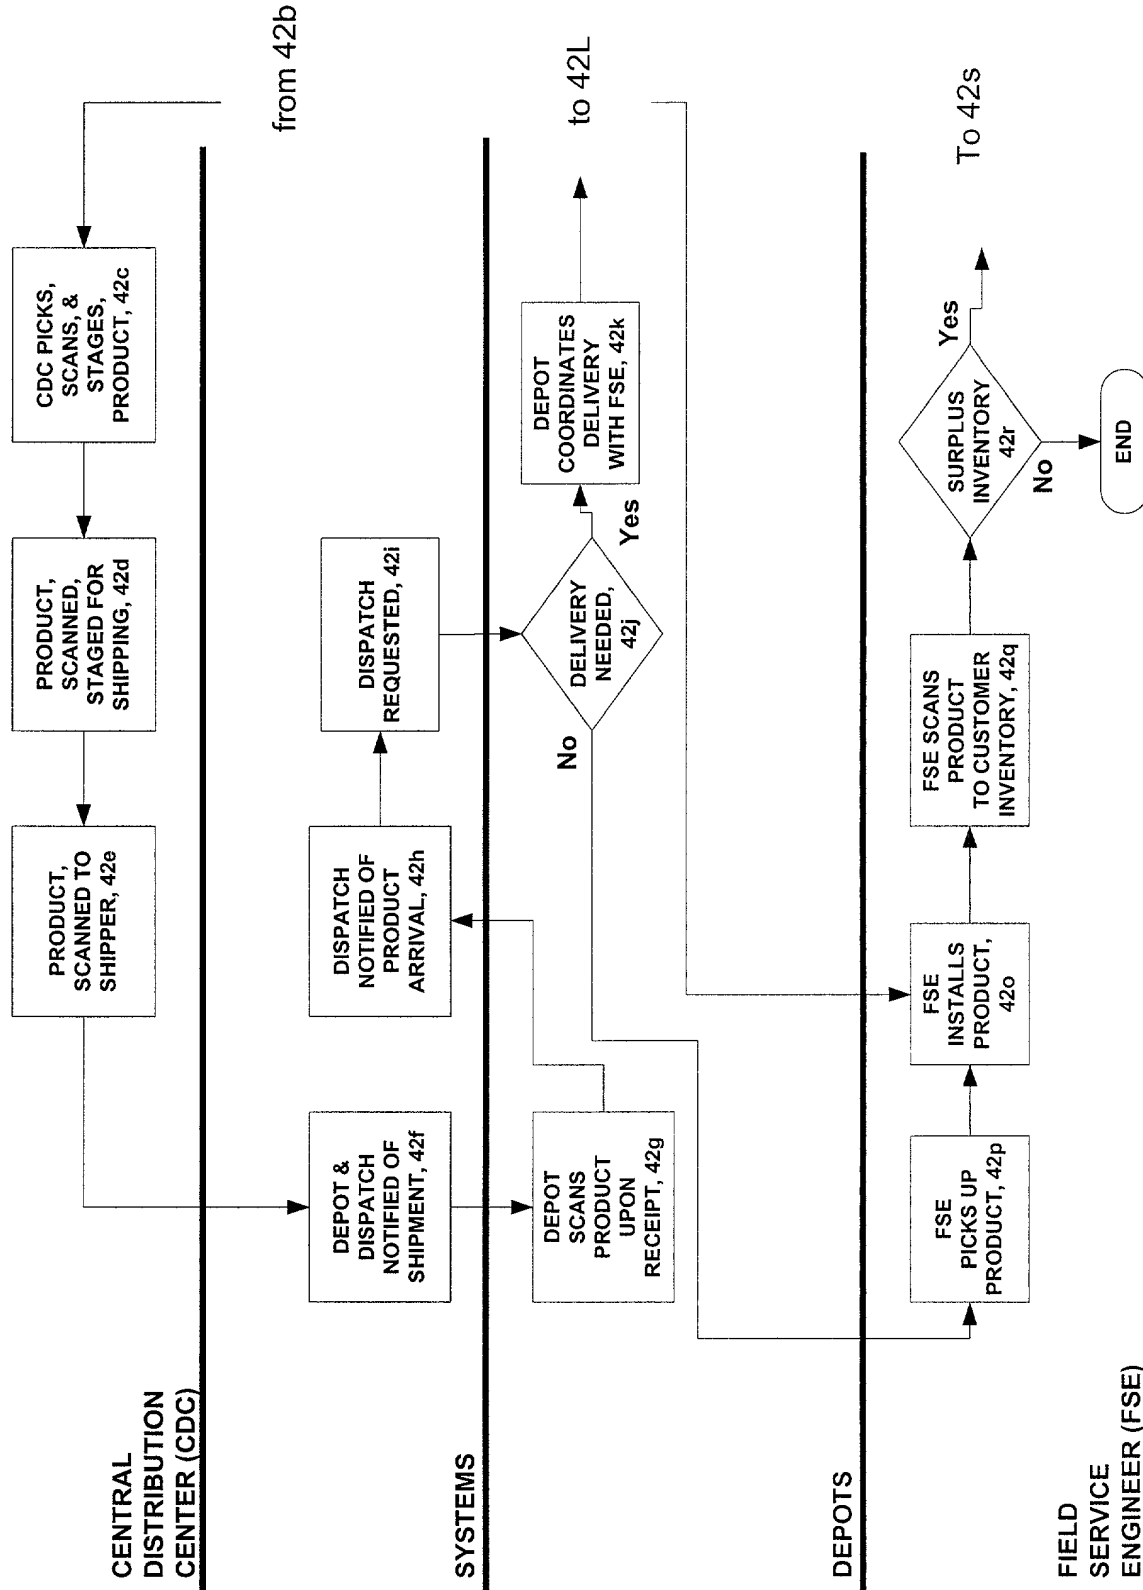 CENTRAL
DISTRIBUTION
CENTER (CDC)
PRODUCT,
SCANNED TO
SHIPPER, 42e
PRODUCT,
SCANNED,
STAGED FOR
SHIPPING, 42d
CDC PICKS,
SCANS, &
STAGES,
PRODUCT, 42c
from 42b
SYSTEMS
DEPOT &
DISPATCH
NOTIFIED OF
SHIPMENT, 42f
DISPATCH
NOTIFIED OF
PRODUCT
ARRIVAL, 42h
DISPATCH
REQUESTED, 42i
DEPOTS
DEPOT
SCANS
PRODUCT
UPON
RECEIPT, 42g
No
DELIVERY
NEEDED,
42j
Yes
DEPOT
COORDINATES
DELIVERY
WITH FSE, 42k
to 42L
FIELD
SERVICE
ENGINEER (FSE)
FSE
PICKS UP
PRODUCT, 42p
FSE
INSTALLS
PRODUCT,
42o
FSE SCANS
PRODUCT
TO CUSTOMER
INVENTORY, 42q
SURPLUS
INVENTORY
42r
Yes
No
To 42s
END